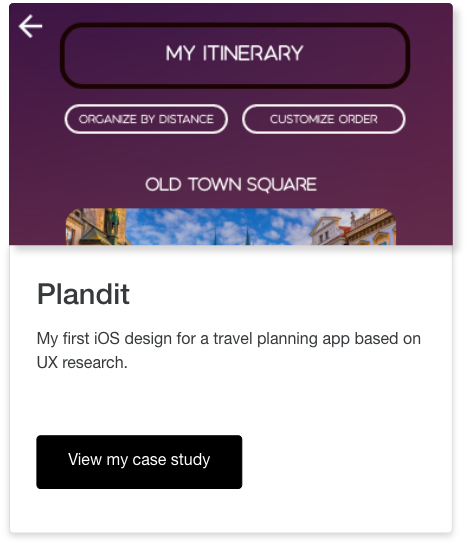 MY ITINERARY
ORGANIZE BY DISTANCE CUSTOMIZE ORDER
OLD TOWN SQUARE
Plandit
My first iOS design for a travel planning app based on
UX research.
View my case study